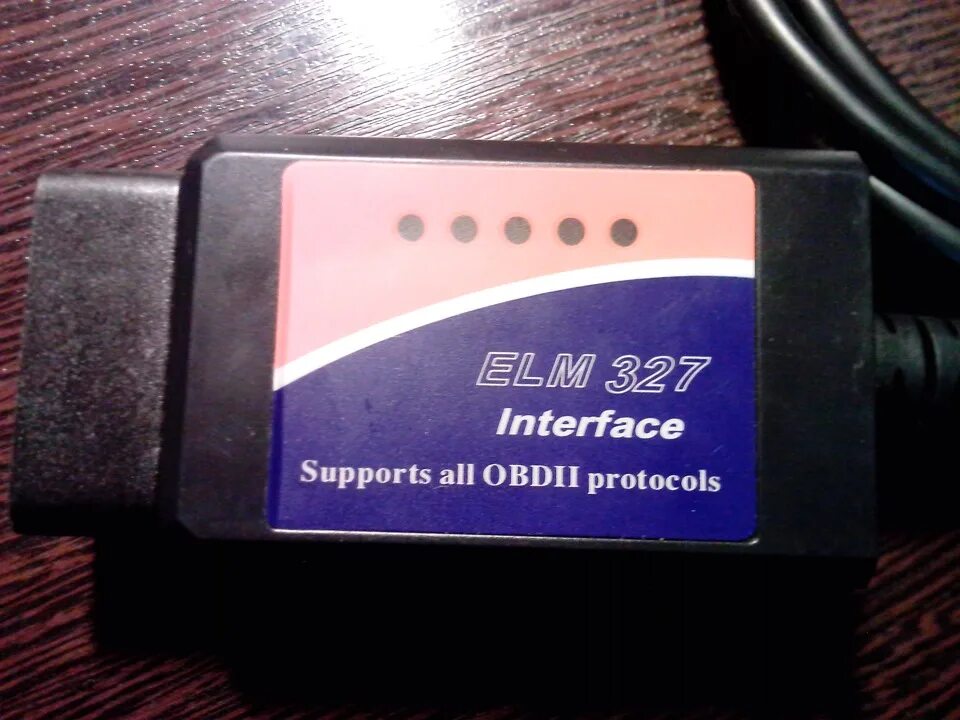 ELM 327
Interface
Supports all OBDII protocols